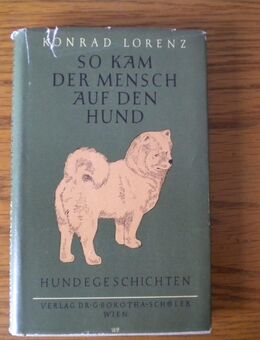 KONRAD LORENZ
SO KAM
DER MENSCH
AUF DEN
HUND
HUNDEGESCHICHTEN
VERLAG DR·G·BOROTHA-SCHOELER
WIEN